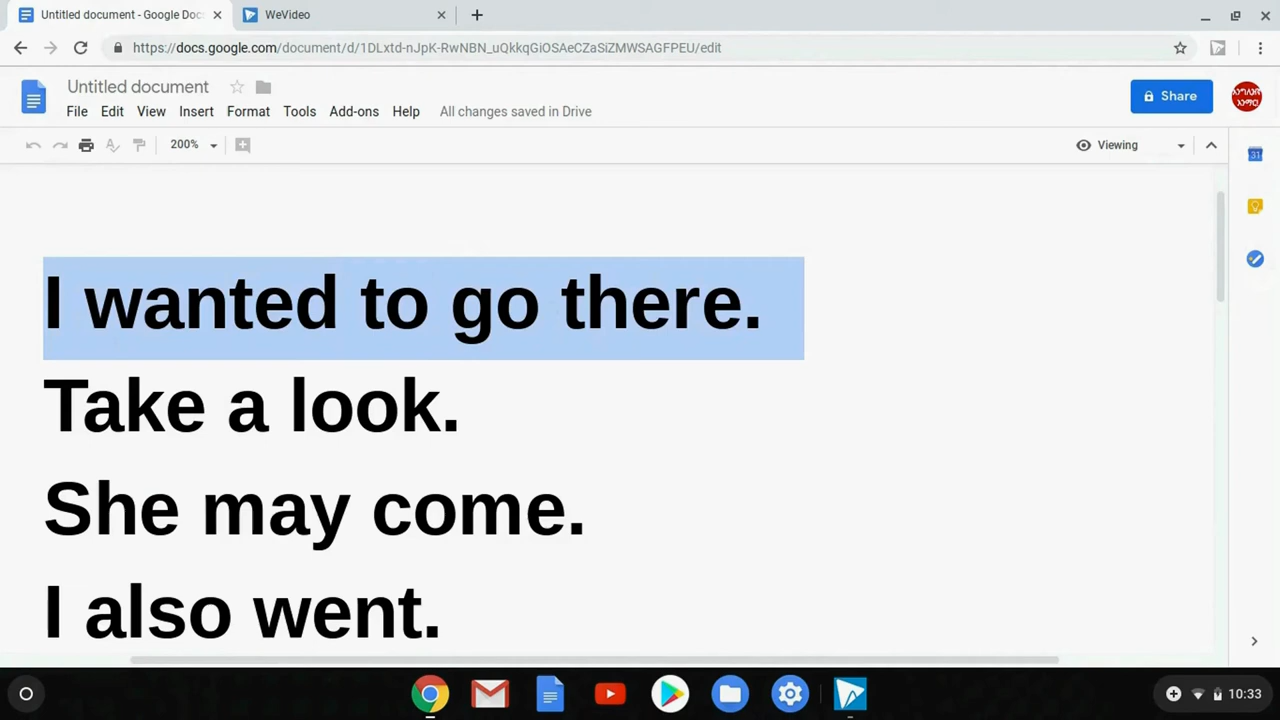 Untitled document - Google Docs
WeVideo
https://docs.google.com/document/d/1DLxtd-nJpK-RwNBN_uQkkqGiOSAeCZaSiZMWSAGFPEU/edit
Untitled document
File Edit View Insert Format Tools Add-ons Help All changes saved in Drive
Share
200%
Viewing
31
I wanted to go there.
Take a look.
She may come.
I also went.
10:33